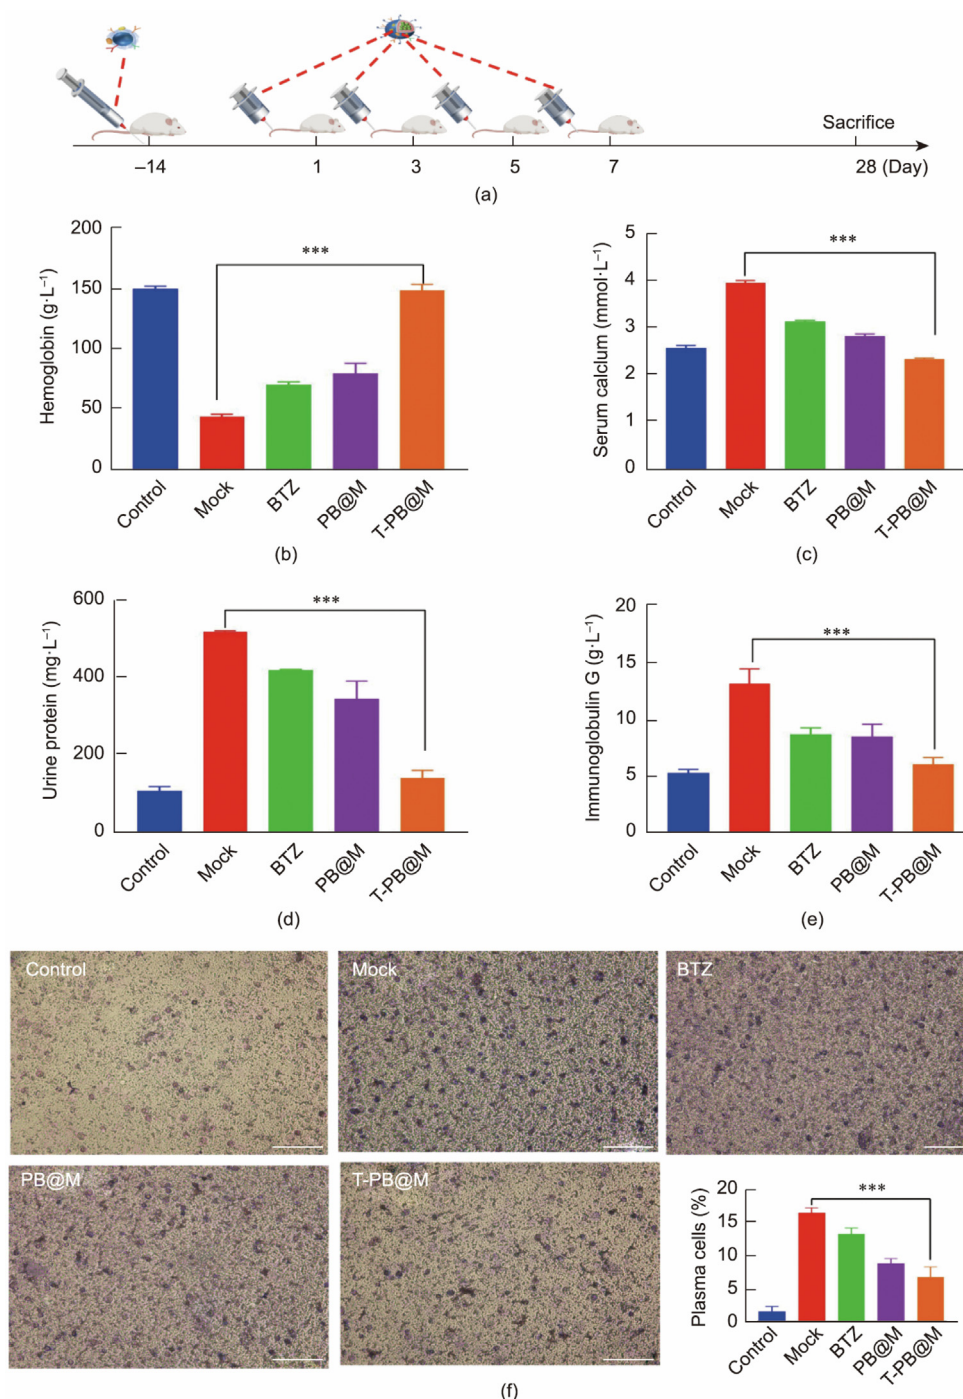 Sacrifice
–14 1 3 5 7 28 (Day)
(a)
Hemoglobin (g·L⁻¹)
200
150
100
50
0
***
Control Mock BTZ PB@M T-PB@M
(b)
Serum calclum (mmol·L⁻¹)
5
4
3
2
1
0
***
Control Mock BTZ PB@M T-PB@M
(c)
Urine protein (mg·L⁻¹)
600
400
200
0
***
Control Mock BTZ PB@M T-PB@M
(d)
Immunoglobulin G (g·L⁻¹)
20
15
10
5
0
***
Control Mock BTZ PB@M T-PB@M
(e)
Control
Mock
BTZ
PB@M
T-PB@M
Plasma cells (%)
20
15
10
5
0
***
Control Mock BTZ PB@M T-PB@M
(f)